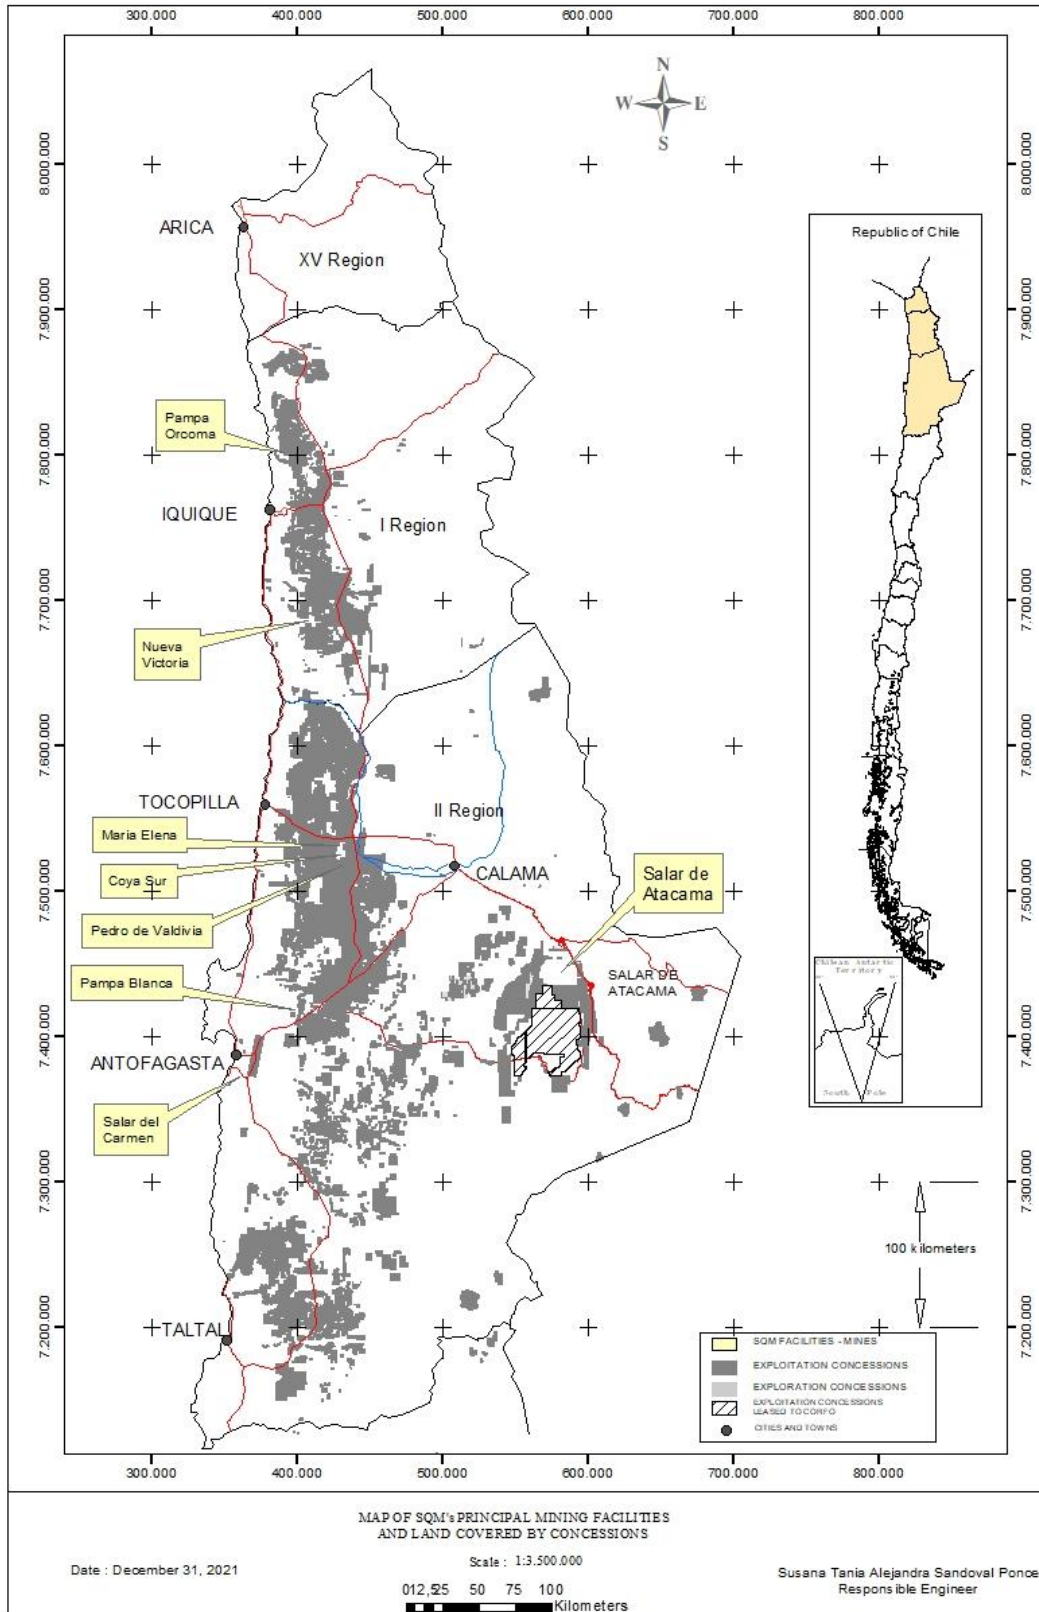 300.000 400.000 500.000 600.000 700.000 800.000
N
W E
S
8.000.000 8.000.000
ARICA
XV Region
Republic of Chile
7.900.000 7.900.000
Pampa
Orcoma
7.800.000 7.800.000
IQUIQUE
I Region
7.700.000 7.700.000
Nueva
Victoria
7.600.000 7.600.000
TOCOPILLA
II Region
Maria Elena
CALAMA
Coya Sur
Salar de
Atacama
7.500.000 7.500.000
Pedro de Valdivia
Pampa Blanca
SALAR DE
ATACAMA
Chilean Antarctic
Territory
7.400.000 7.400.000
ANTOFAGASTA
South Pole
Salar del
Carmen
7.300.000 7.300.000
100 kilometers
7.200.000 7.200.000
TALTAL
SQM FACILITIES - MINES
EXPLOITATION CONCESSIONS
EXPLORATION CONCESSIONS
EXPLOITATION CONCESSIONS
LEASED TO CORFO
CITIES AND TOWNS
300.000 400.000 500.000 600.000 700.000 800.000
MAP OF SQM's PRINCIPAL MINING FACILITIES
AND LAND COVERED BY CONCESSIONS
Scale : 1:3.500.000
Date : December 31, 2021
Susana Tania Alejandra Sandoval Ponce
Responsible Engineer
012,525 50 75 100
Kilometers